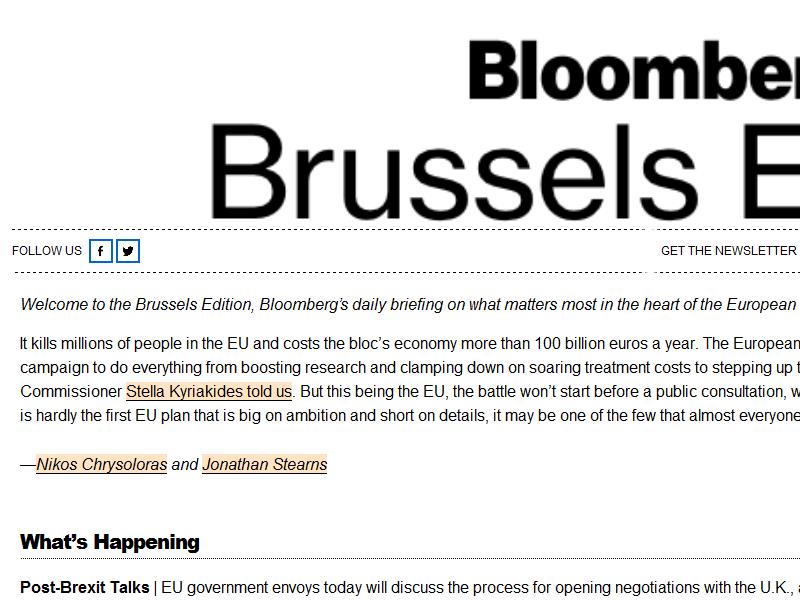 Bloomber
Brussels E
FOLLOW US GET THE NEWSLETTER
Welcome to the Brussels Edition, Bloomberg's daily briefing on what matters most in the heart of the European
It kills millions of people in the EU and costs the bloc's economy more than 100 billion euros a year. The European
campaign to do everything from boosting research and clamping down on soaring treatment costs to stepping up
Commissioner Stella Kyriakides told us. But this being the EU, the battle won't start before a public consultation,
is hardly the first EU plan that is big on ambition and short on details, it may be one of the few that almost everyone
—Nikos Chrysoloras and Jonathan Stearns
What's Happening
Post-Brexit Talks | EU government envoys today will discuss the process for opening negotiations with the U.K.,